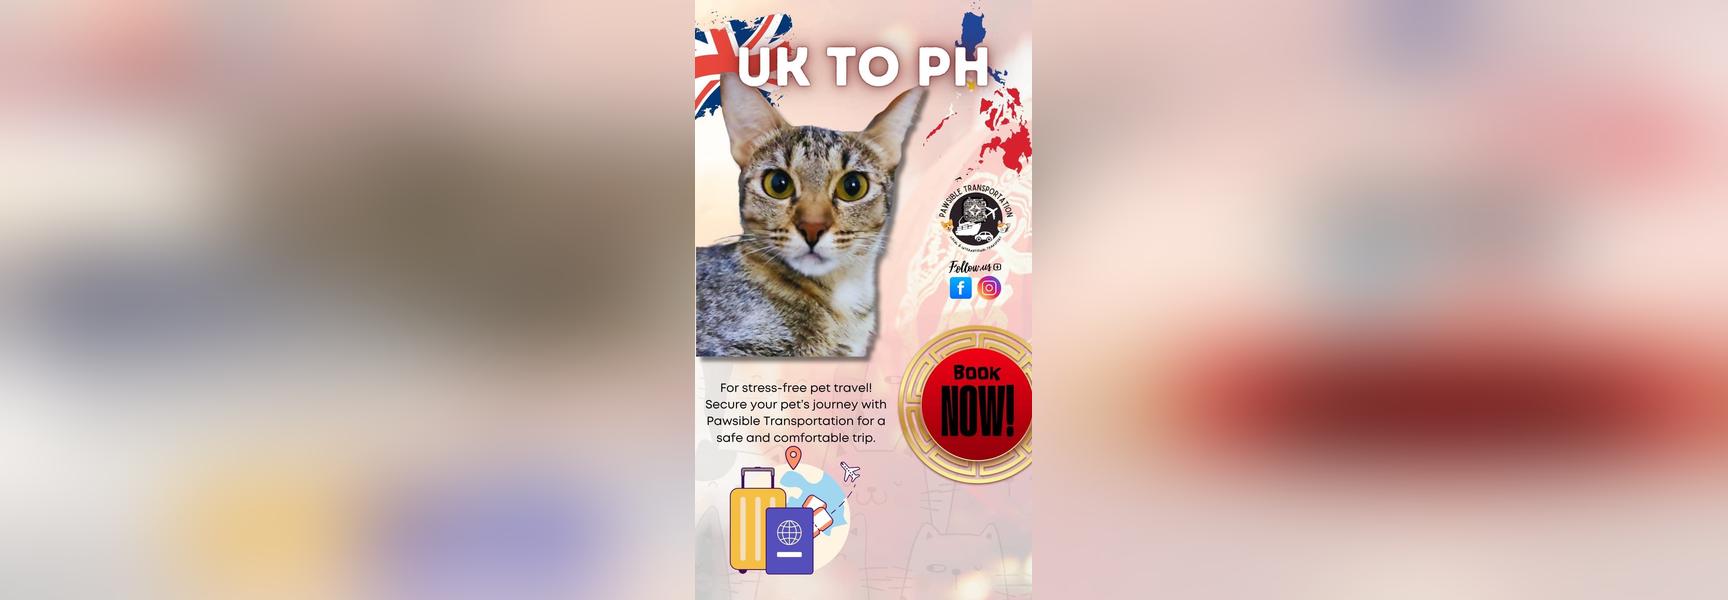 UK TO PH
PAWSIBLE TRANSPORTATION
Follow us
f
Book
NOW!
For stress-free pet travel!
Secure your pet's journey with
Pawsible Transportation for a
safe and comfortable trip.